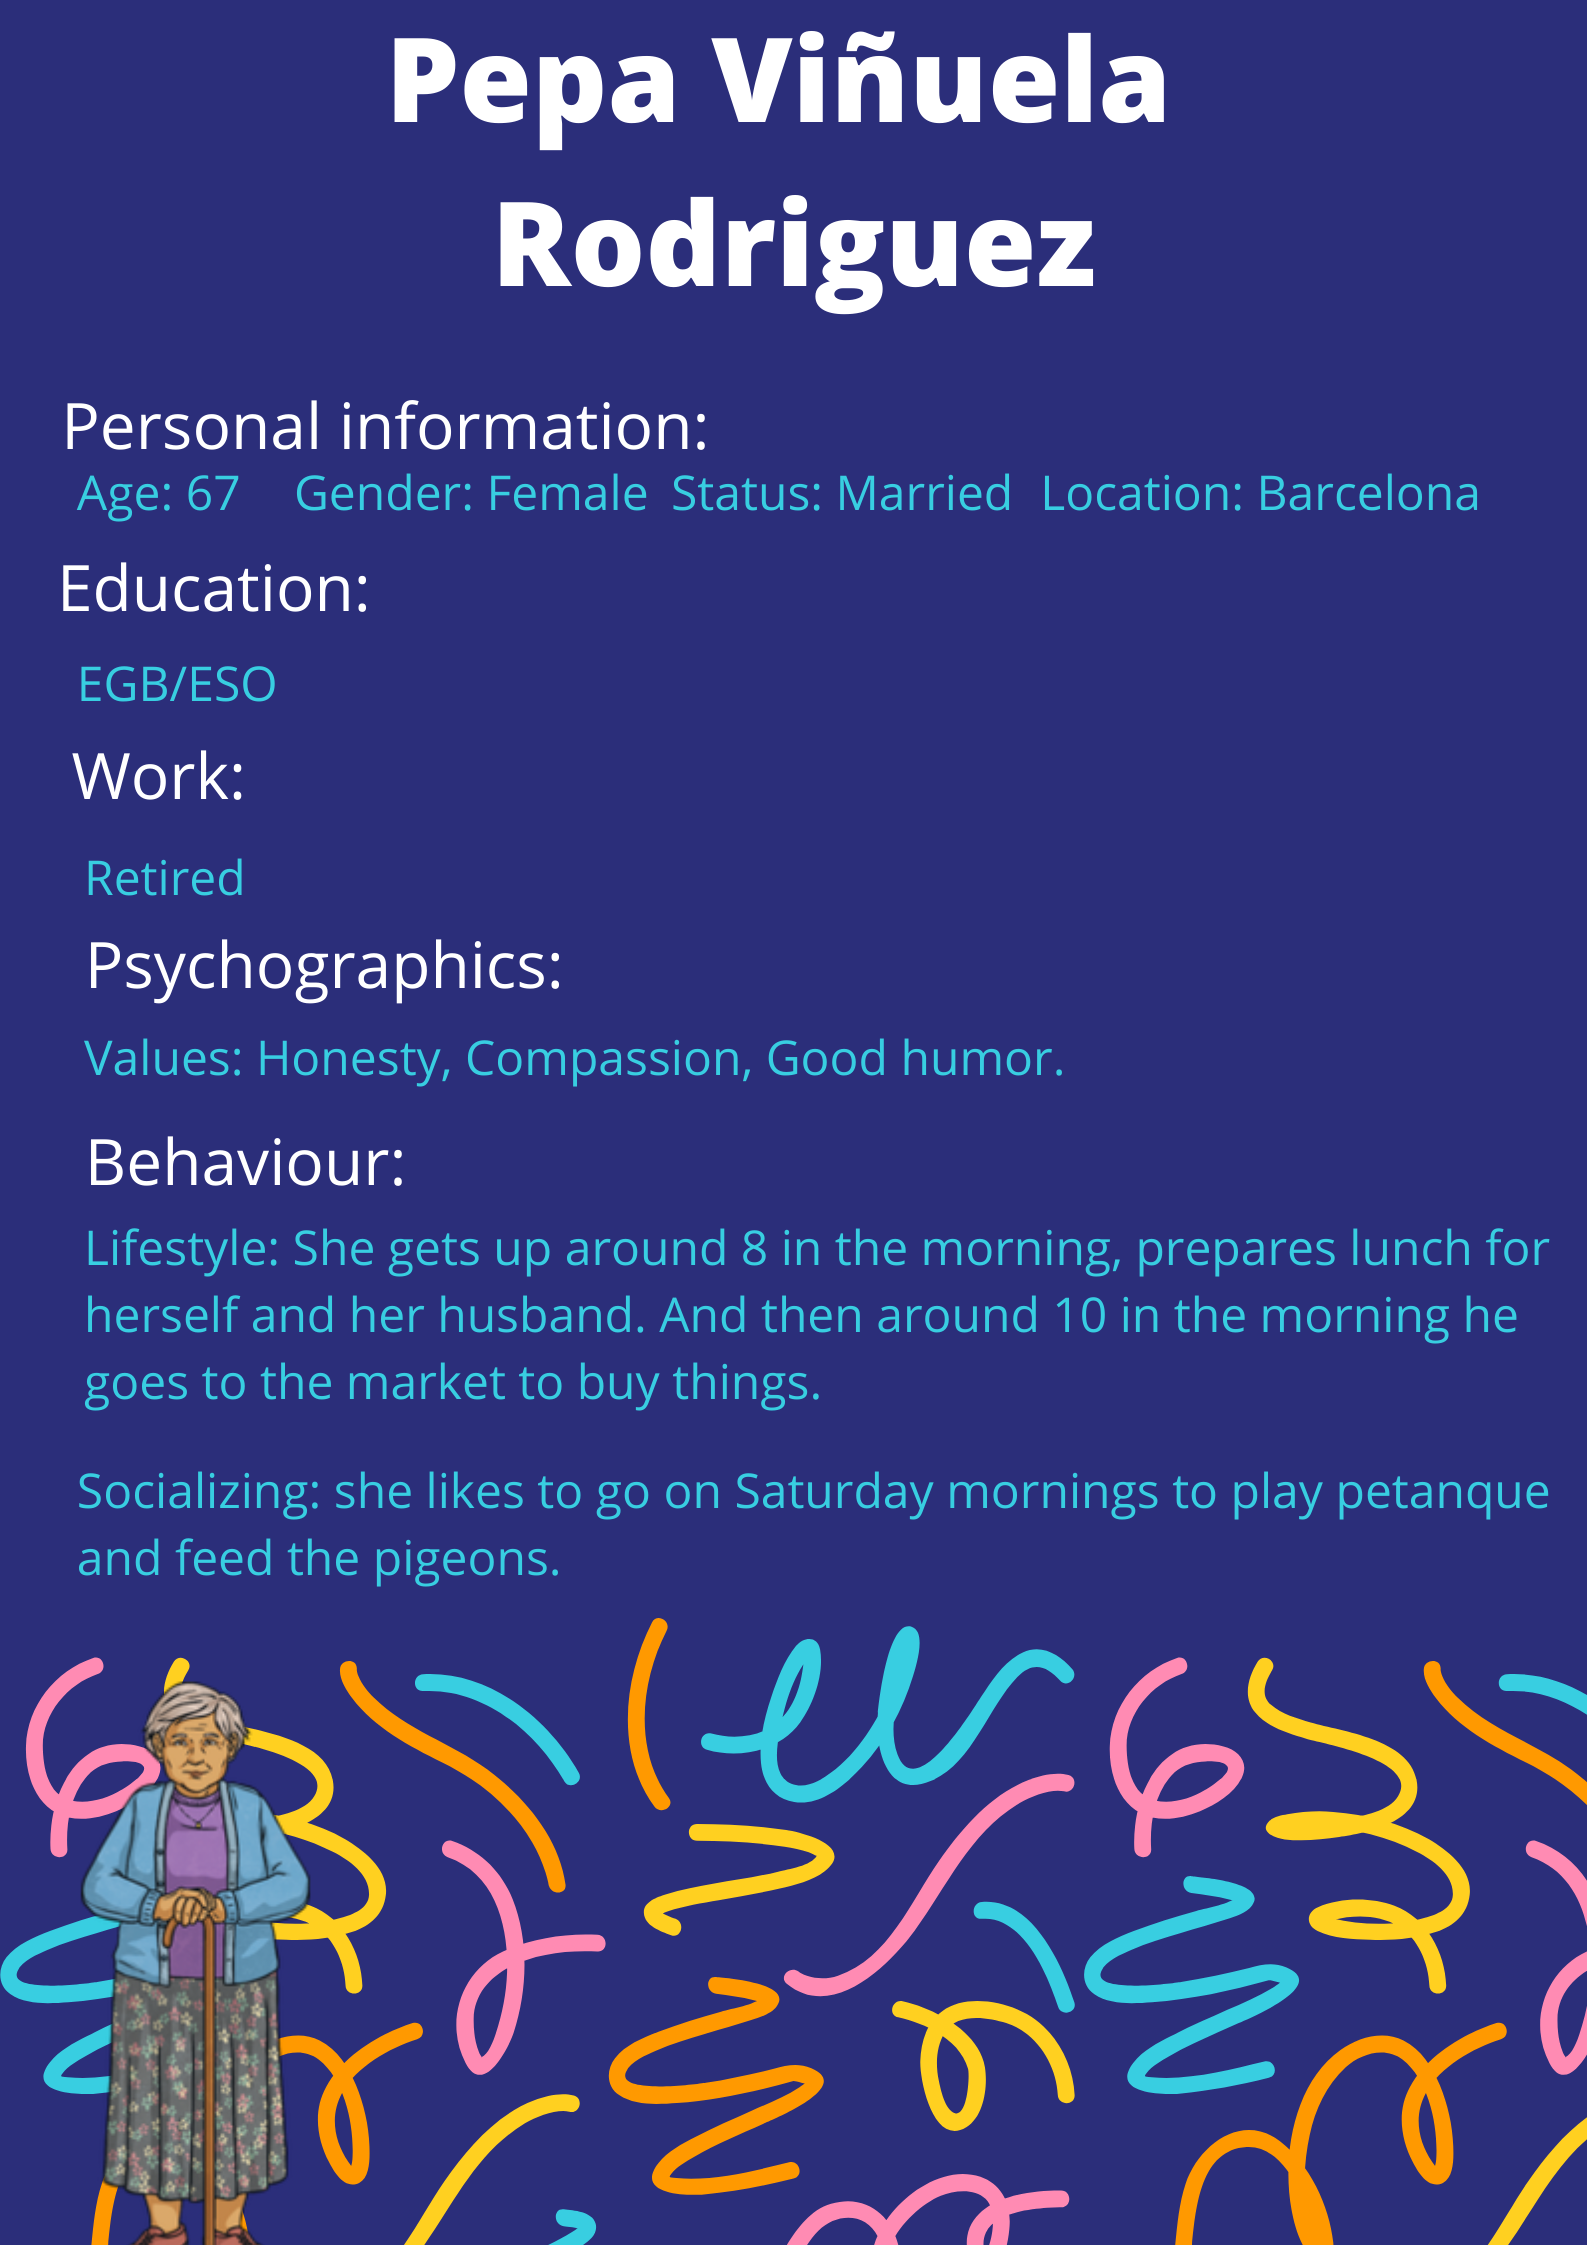 Pepa Viñuela
Rodriguez
Personal information:
Age: 67 Gender: Female Status: Married Location: Barcelona
Education:
EGB/ESO
Work:
Retired
Psychographics:
Values: Honesty, Compassion, Good humor.
Behaviour:
Lifestyle: She gets up around 8 in the morning, prepares lunch for
herself and her husband. And then around 10 in the morning he
goes to the market to buy things.
Socializing: she likes to go on Saturday mornings to play petanque
and feed the pigeons.